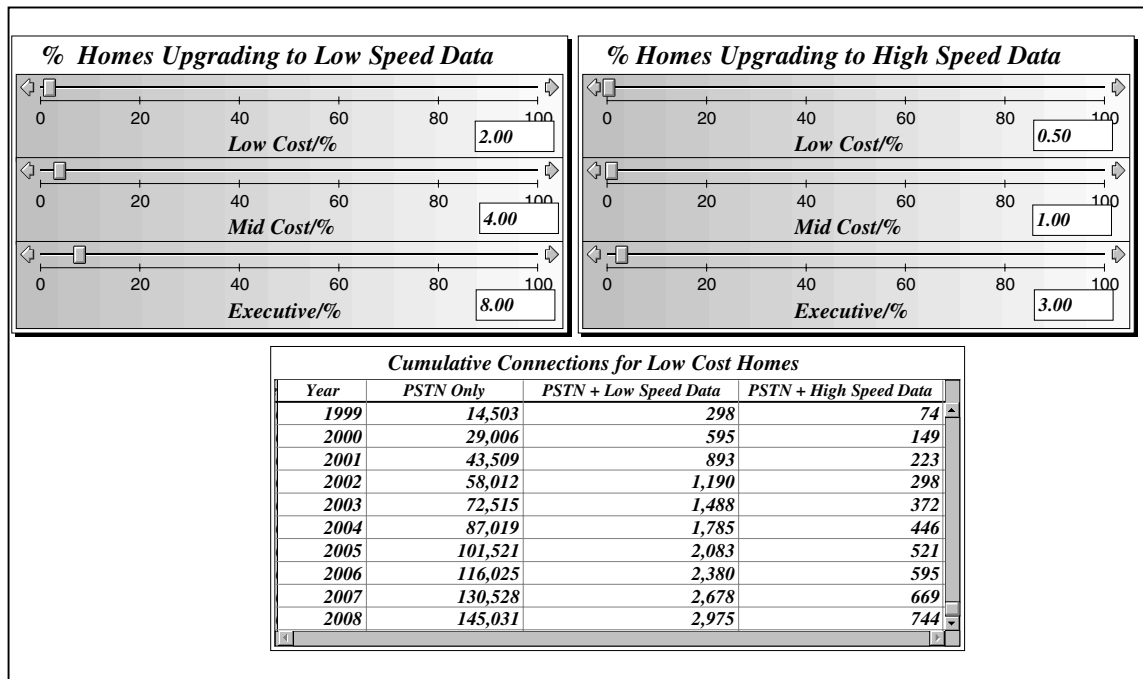 % Homes Upgrading to Low Speed Data
0 20 40 60 80 100
Low Cost/%
2.00
0 20 40 60 80 100
Mid Cost/%
4.00
0 20 40 60 80 100
Executive/%
8.00
% Homes Upgrading to High Speed Data
0 20 40 60 80 100
Low Cost/%
0.50
0 20 40 60 80 100
Mid Cost/%
1.00
0 20 40 60 80 100
Executive/%
3.00
Cumulative Connections for Low Cost Homes
Year PSTN Only PSTN + Low Speed Data PSTN + High Speed Data
1999 14,503 298 74
2000 29,006 595 149
2001 43,509 893 223
2002 58,012 1,190 298
2003 72,515 1,488 372
2004 87,019 1,785 446
2005 101,521 2,083 521
2006 116,025 2,380 595
2007 130,528 2,678 669
2008 145,031 2,975 744